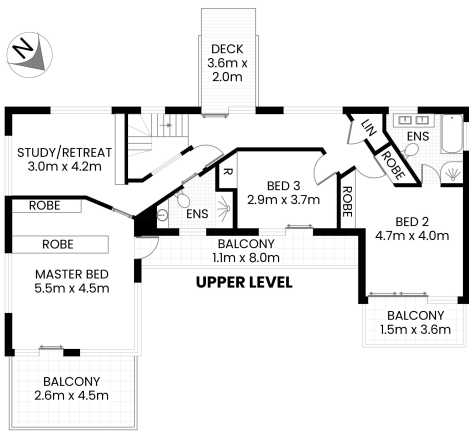 N
DECK
3.6m x
2.0m
LIN
ENS
STUDY/RETREAT
3.0m x 4.2m
ROBE
R
BED 3
2.9m x 3.7m
ROBE
ROBE
ENS
BED 2
4.7m x 4.0m
ROBE
BALCONY
1.1m x 8.0m
MASTER BED
5.5m x 4.5m
UPPER LEVEL
BALCONY
1.5m x 3.6m
BALCONY
2.6m x 4.5m